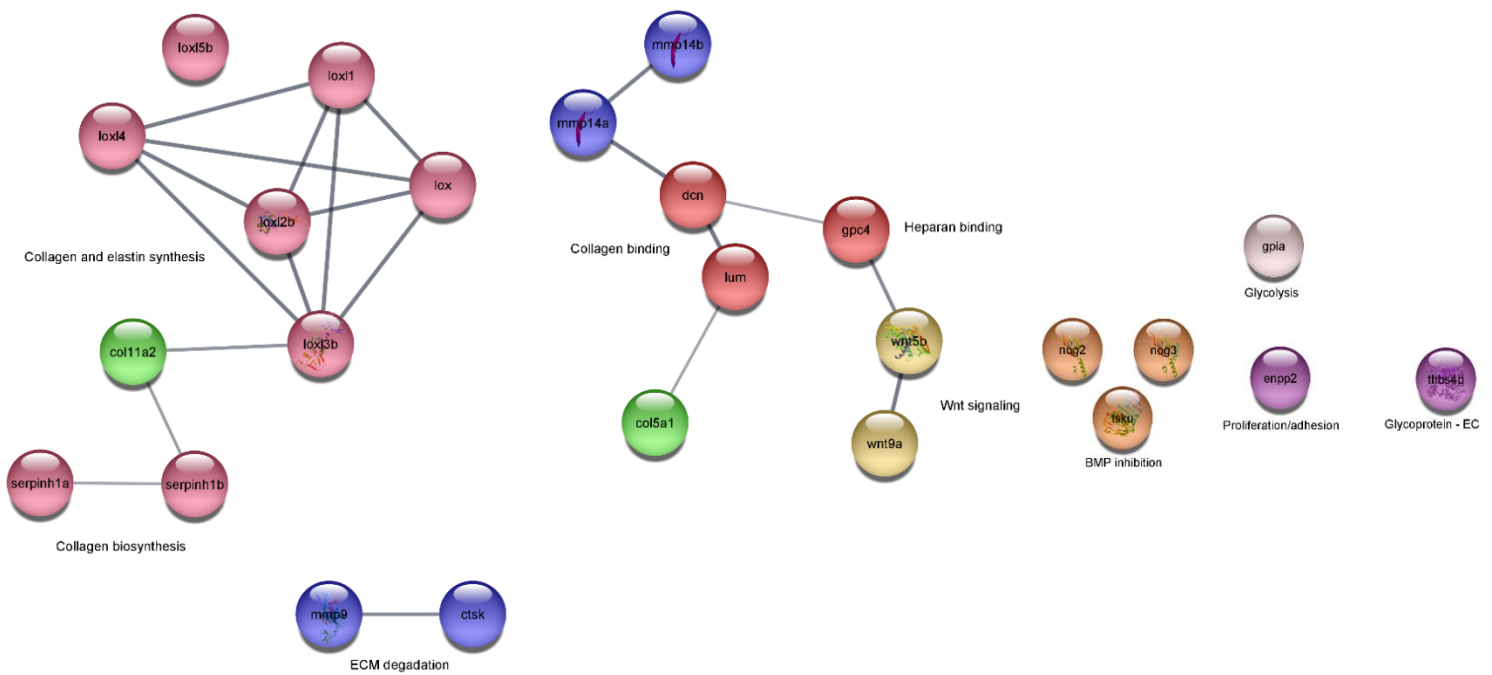 loxl5b
loxl1
loxl4
lox
loxl2b
Collagen and elastin synthesis
col11a2
loxl3b
serpinh1a
serpinh1b
Collagen biosynthesis
mmp9
ctsk
ECM degadation
mmp14b
mmp14a
dcn
gpc4
Heparan binding
Collagen binding
lum
wnt5b
col5a1
Wnt signaling
wnt9a
nog2
nog3
tsku
BMP inhibition
gpia
Glycolysis
enpp2
Proliferation/adhesion
thbs4b
Glycoprotein - EC